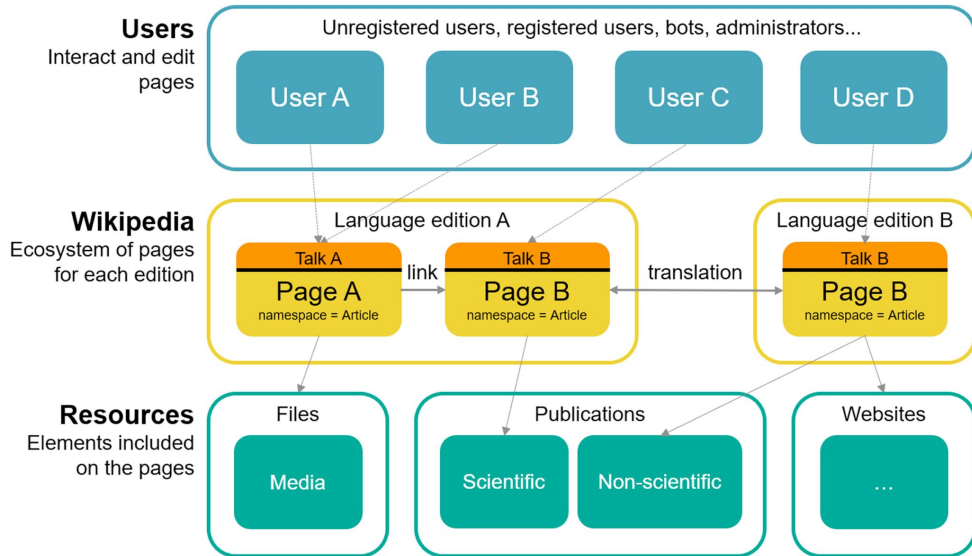 Users
Interact and edit
pages
Unregistered users, registered users, bots, administrators...
User A
User B
User C
User D
Wikipedia
Ecosystem of pages
for each edition
Language edition A
Language edition B
Talk A
Page A
namespace = Article
link
Talk B
Page B
namespace = Article
translation
Talk B
Page B
namespace = Article
Resources
Elements included
on the pages
Files
Media
Publications
Scientific
Non-scientific
Websites
...